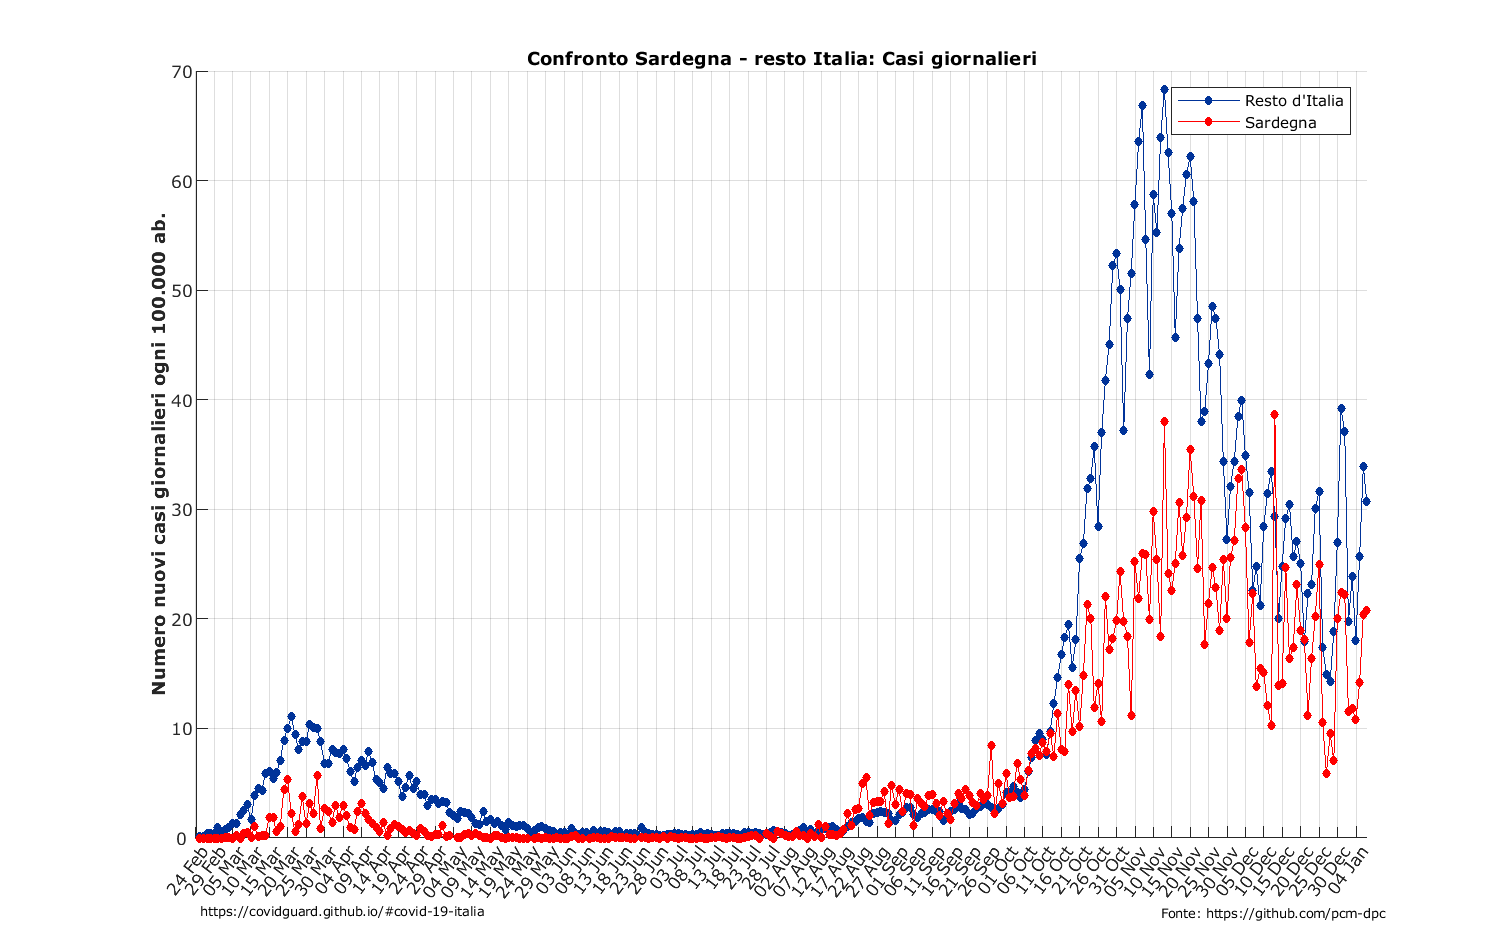 Confronto Sardegna - resto Italia: Casi giornalieri
Resto d'Italia
Sardegna
Numero nuovi casi giornalieri ogni 100.000 ab.
70
60
50
40
30
20
10
0
24 Feb
29 Feb
05 Mar
10 Mar
15 Mar
20 Mar
25 Mar
30 Mar
04 Apr
09 Apr
14 Apr
19 Apr
24 Apr
29 Apr
04 May
09 May
14 May
19 May
24 May
29 May
03 Jun
08 Jun
13 Jun
18 Jun
23 Jun
28 Jun
03 Jul
08 Jul
13 Jul
18 Jul
23 Jul
28 Jul
02 Aug
07 Aug
12 Aug
17 Aug
22 Aug
27 Aug
01 Sep
06 Sep
11 Sep
16 Sep
21 Sep
26 Sep
01 Oct
06 Oct
11 Oct
16 Oct
21 Oct
26 Oct
31 Oct
05 Nov
10 Nov
15 Nov
20 Nov
25 Nov
30 Nov
05 Dec
10 Dec
15 Dec
20 Dec
25 Dec
30 Dec
04 Jan
https://covidguard.github.io/#covid-19-italia
Fonte: https://github.com/pcm-dpc